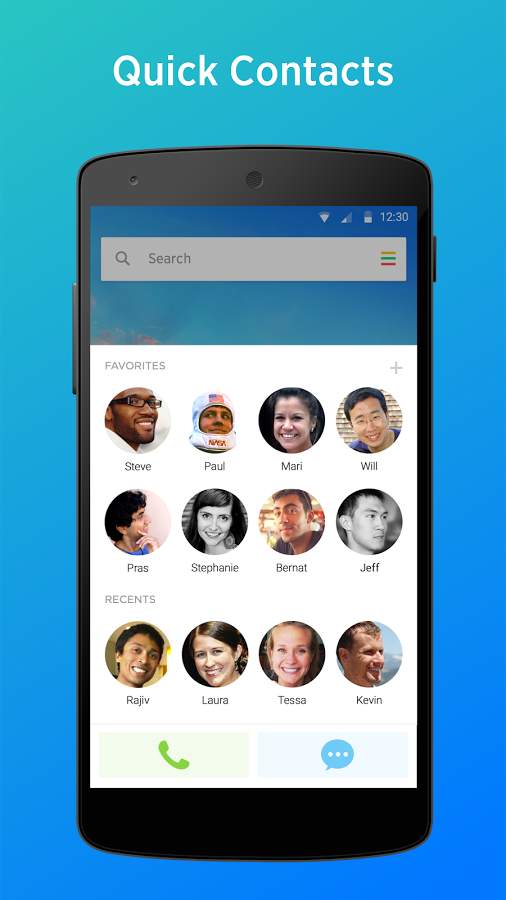 Quick Contacts
12:30
Search
FAVORITES
Steve Paul Mari Will
Pras Stephanie Bernat Jeff
RECENTS
Rajiv Laura Tessa Kevin
NASA